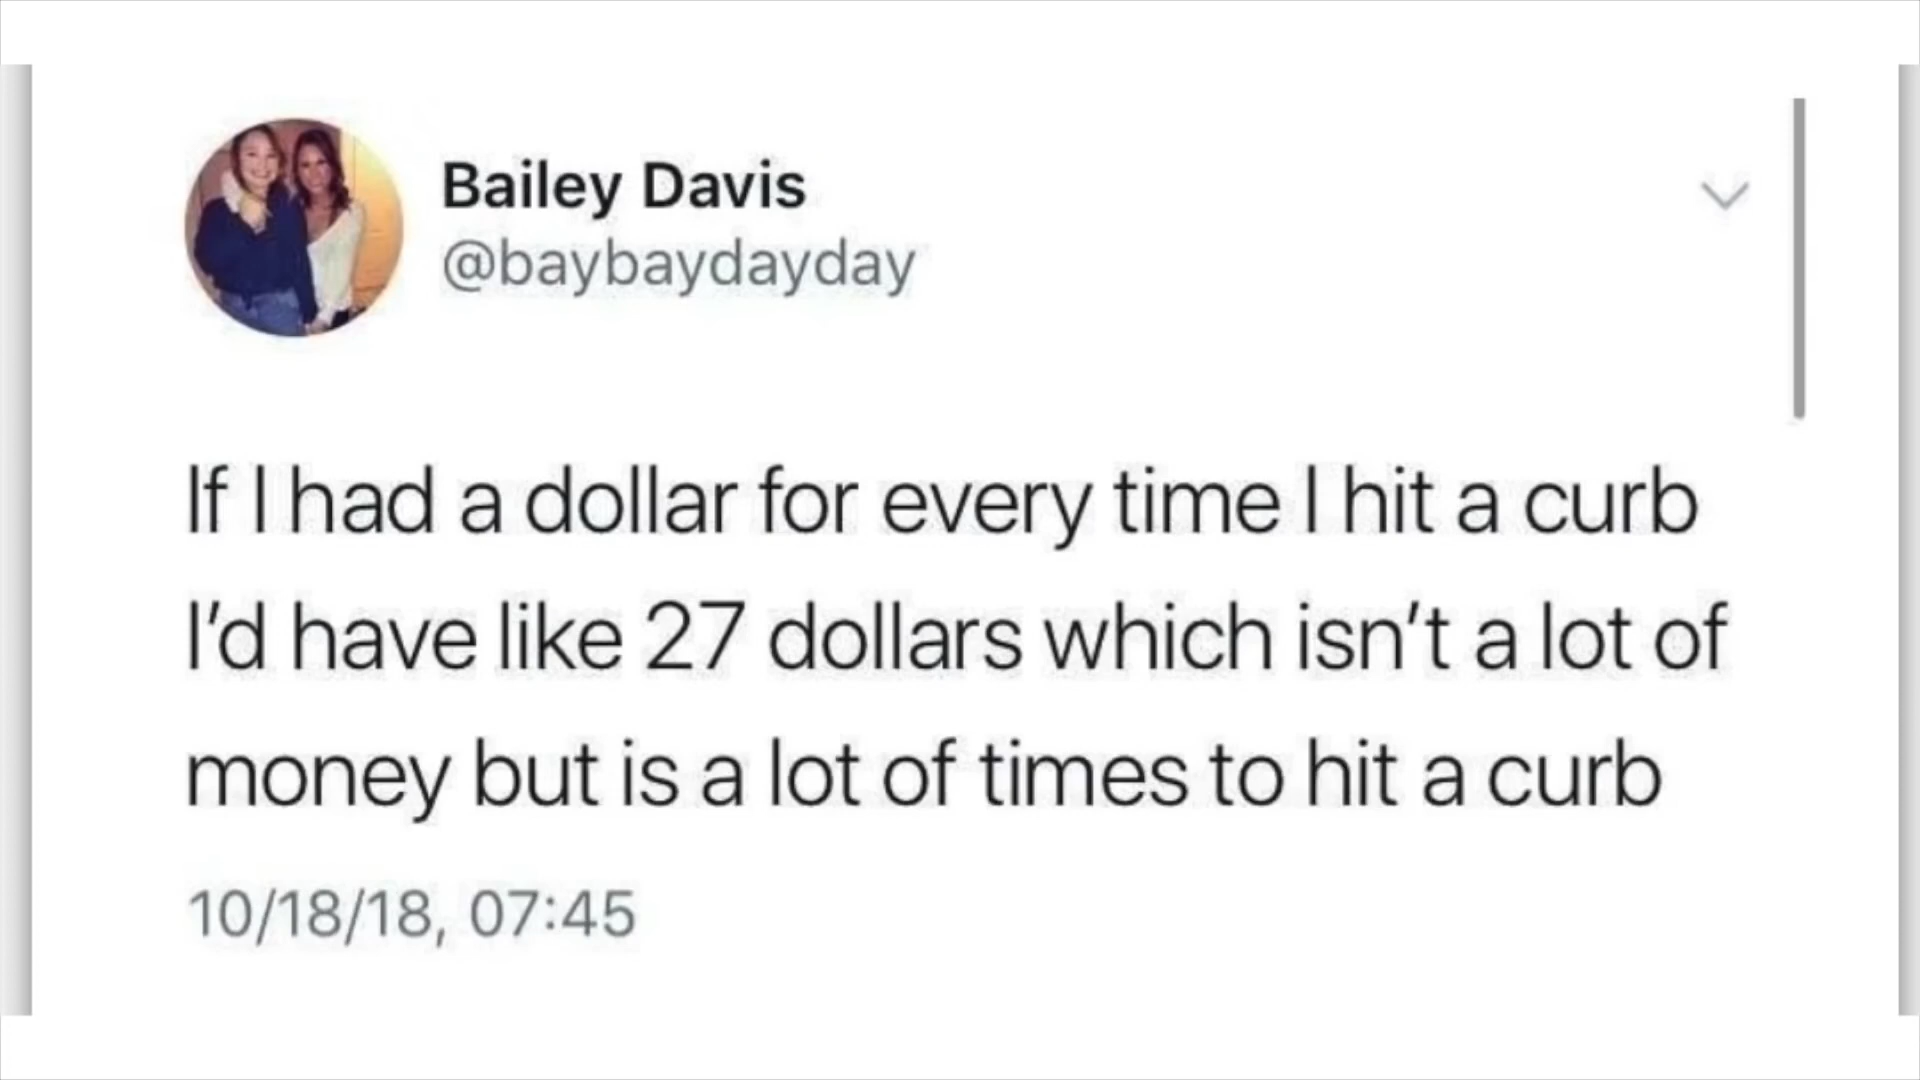 Bailey Davis
@baybaydayday
If I had a dollar for every time I hit a curb
I’d have like 27 dollars which isn’t a lot of
money but is a lot of times to hit a curb
10/18/18, 07:45